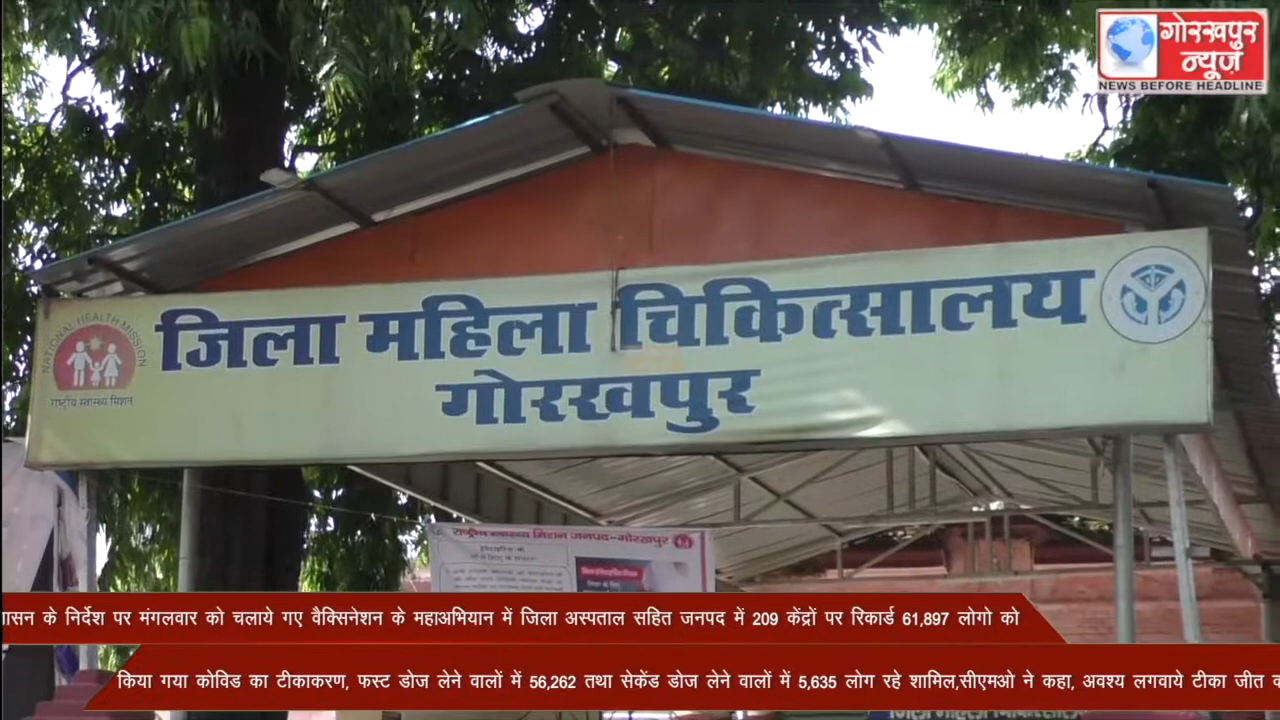 गोरखपुर
न्यूज़
NEWS BEFORE HEADLINE
NATIONAL HEALTH MISSION
राष्ट्रीय स्वास्थ्य मिशन
जिला महिला चिकित्सालय
गोरखपुर
राष्ट्रीय स्वास्थ्य मिशन जनपद-गोरखपुर
ासन के निर्देश पर मंगलवार को चलाये गए वैक्सिनेशन के महाअभियान में जिला अस्पताल सहित जनपद में 209 केंद्रों पर रिकार्ड 61,897 लोगो को
किया गया कोविड का टीकाकरण, फस्ट डोज लेने वालों में 56,262 तथा सेकेंड डोज लेने वालों में 5,635 लोग रहे शामिल,सीएमओ ने कहा, अवश्य लगवाये टीका जीत